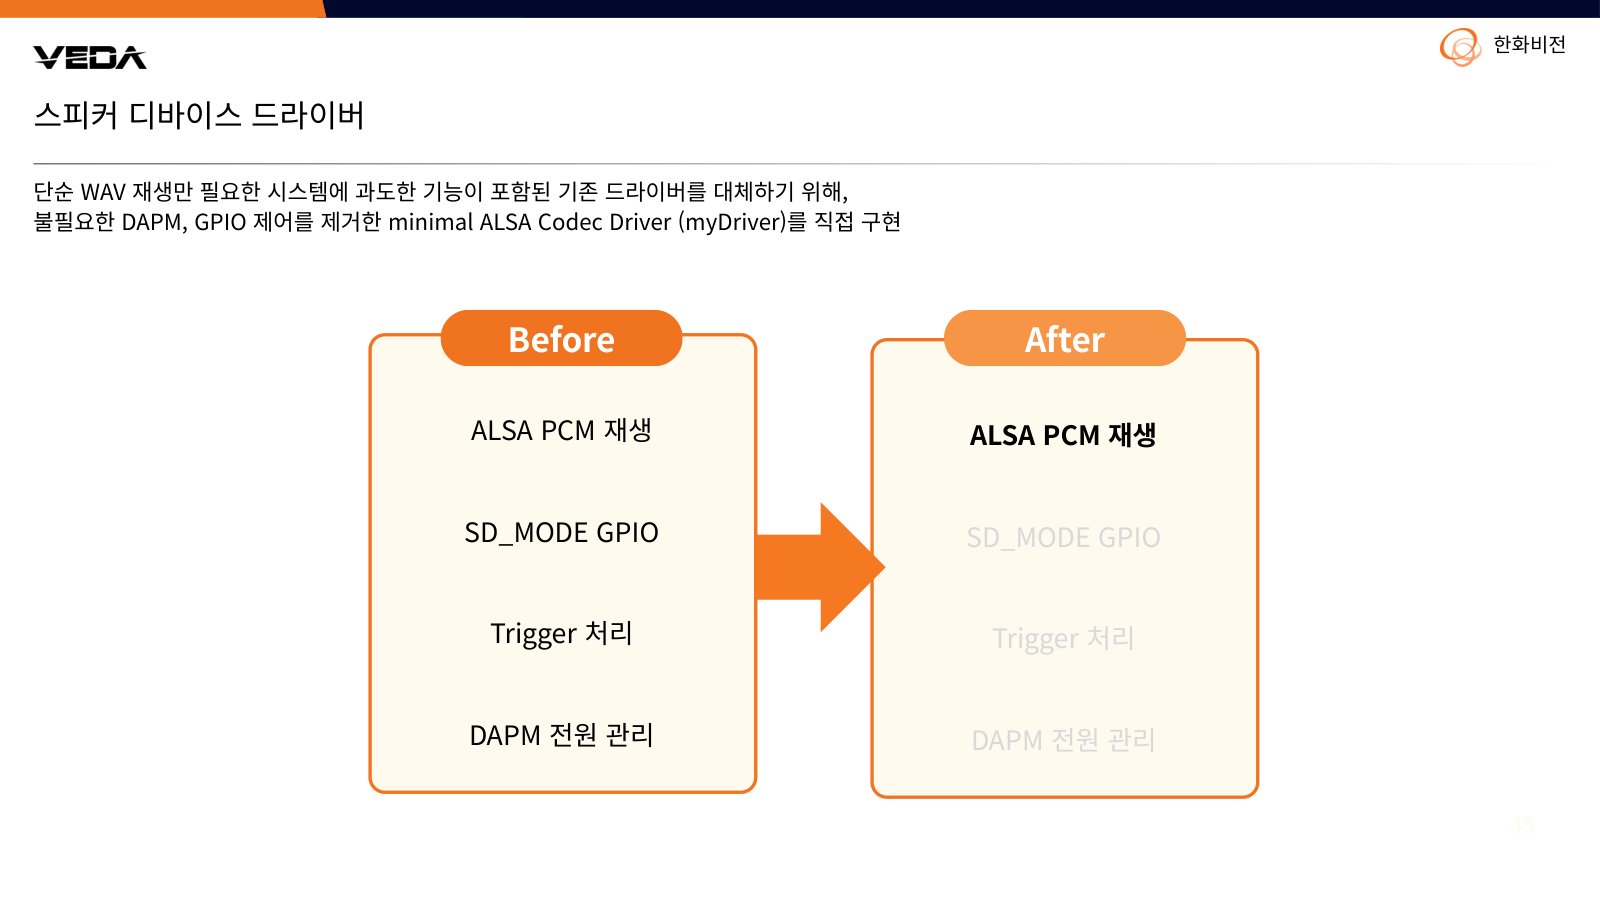 VEDA
한화비전
스피커 디바이스 드라이버
단순 WAV 재생만 필요한 시스템에 과도한 기능이 포함된 기존 드라이버를 대체하기 위해,
불필요한 DAPM, GPIO 제어를 제거한 minimal ALSA Codec Driver (myDriver)를 직접 구현
Before
ALSA PCM 재생
SD_MODE GPIO
Trigger 처리
DAPM 전원 관리
After
ALSA PCM 재생
SD_MODE GPIO
Trigger 처리
DAPM 전원 관리
45